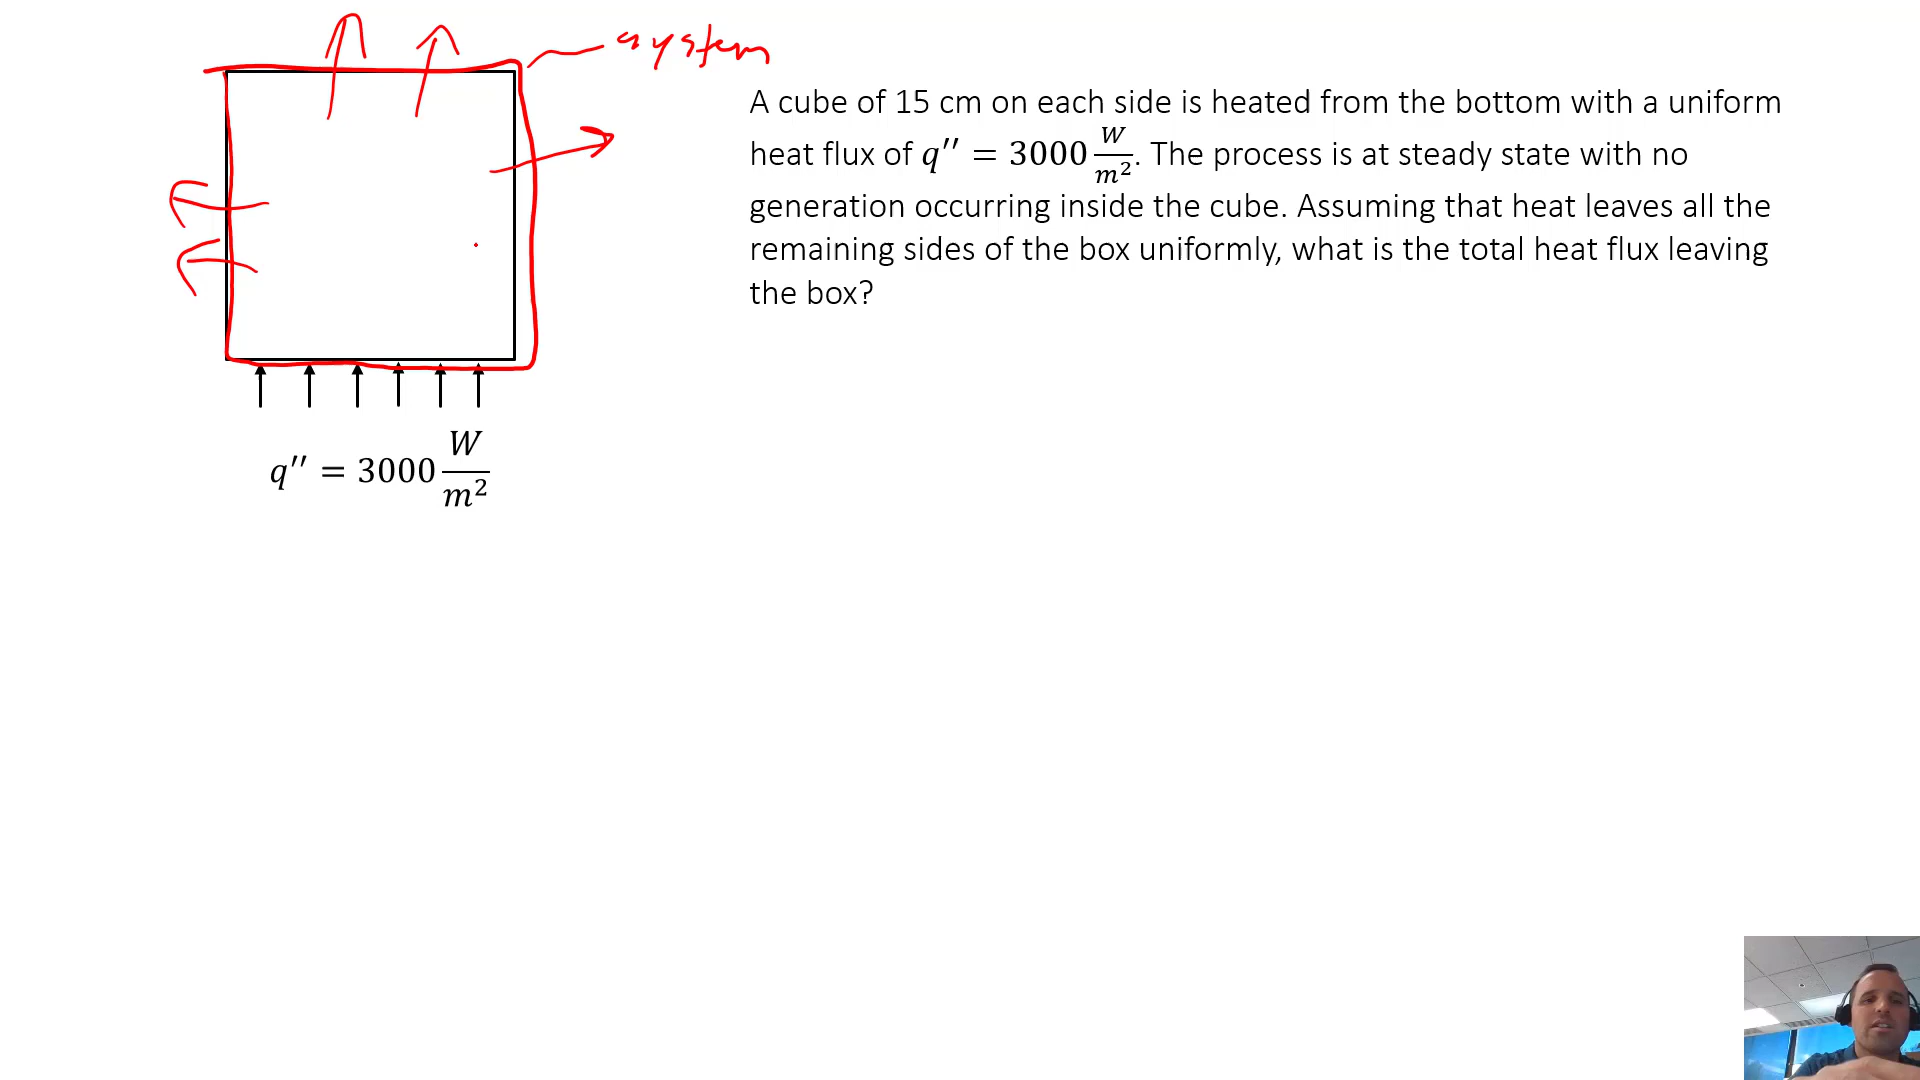 system
A cube of 15 cm on each side is heated from the bottom with a uniform
heat flux of q′′ = 3000 W/m². The process is at steady state with no
generation occurring inside the cube. Assuming that heat leaves all the
remaining sides of the box uniformly, what is the total heat flux leaving
the box?
q′′ = 3000 W/m²